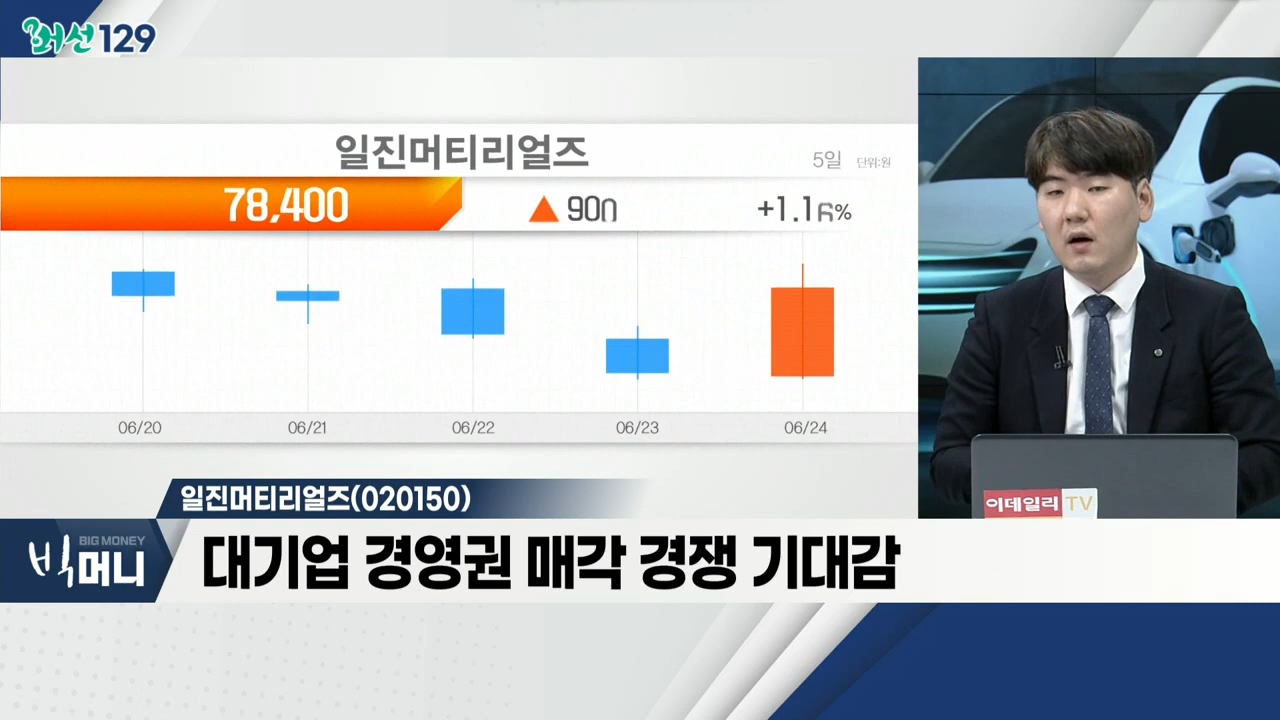 머선129
일진머티리얼즈
5일 단위:원
78,400 ▲ 900 +1.16%
06/20 06/21 06/22 06/23 06/24
이데일리TV
일진머티리얼즈(020150)
BIG MONEY
빅머니
대기업 경영권 매각 경쟁 기대감